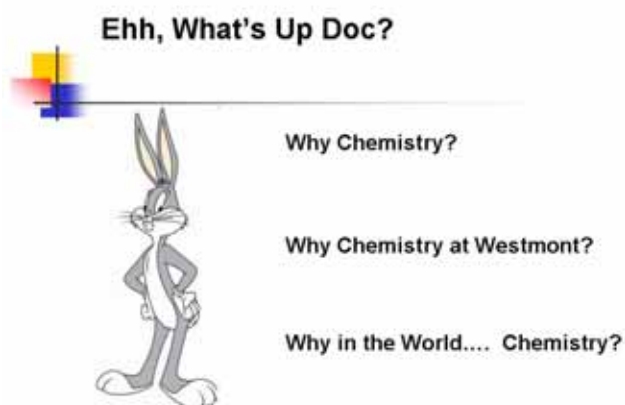 Ehh, What's Up Doc?
Why Chemistry?
Why Chemistry at Westmont?
Why in the World.... Chemistry?